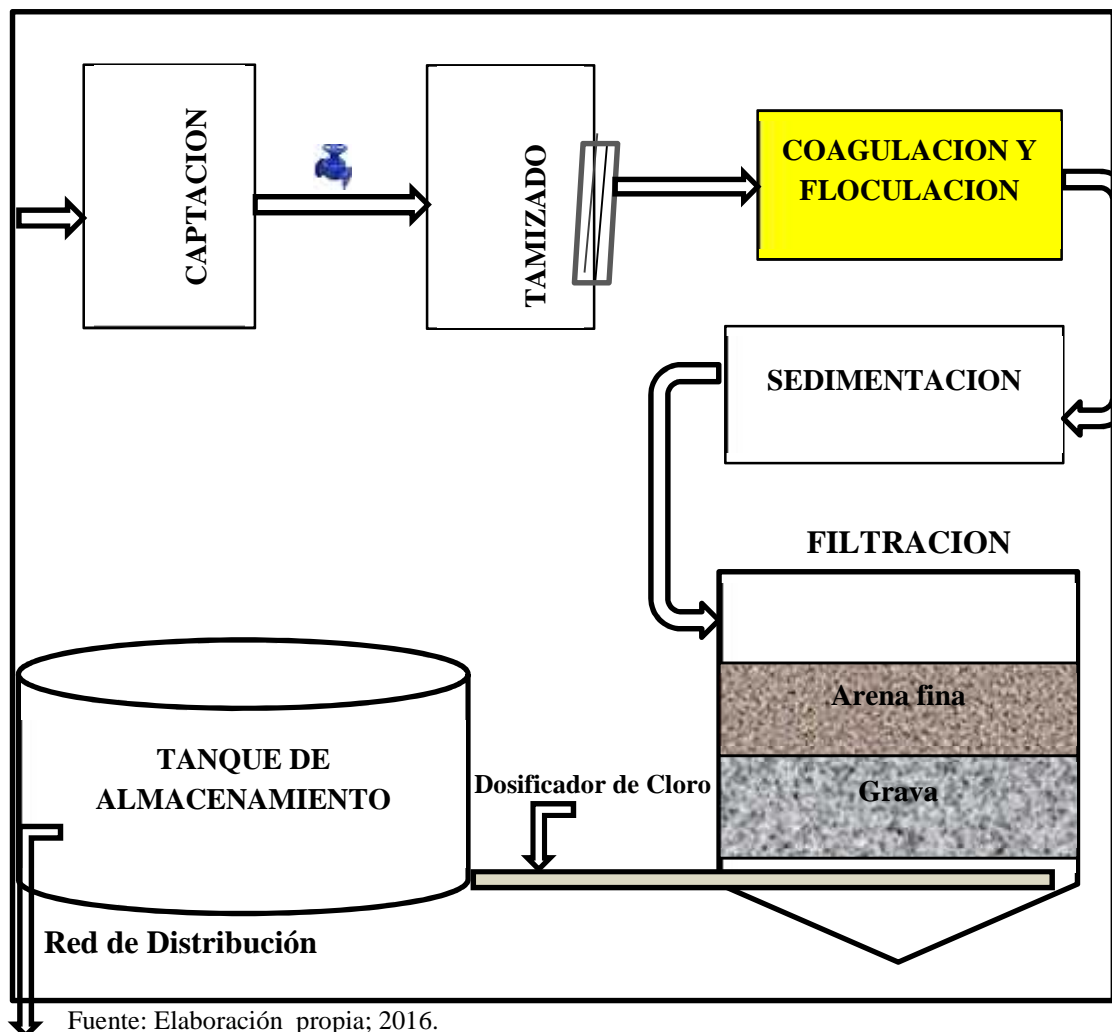 CAPTACION
TAMIZADO
COAGULACION Y
FLOCULACION
SEDIMENTACION
FILTRACION
Arena fina
Grava
Dosificador de Cloro
TANQUE DE
ALMACENAMIENTO
Red de Distribución
Fuente: Elaboración propia; 2016.